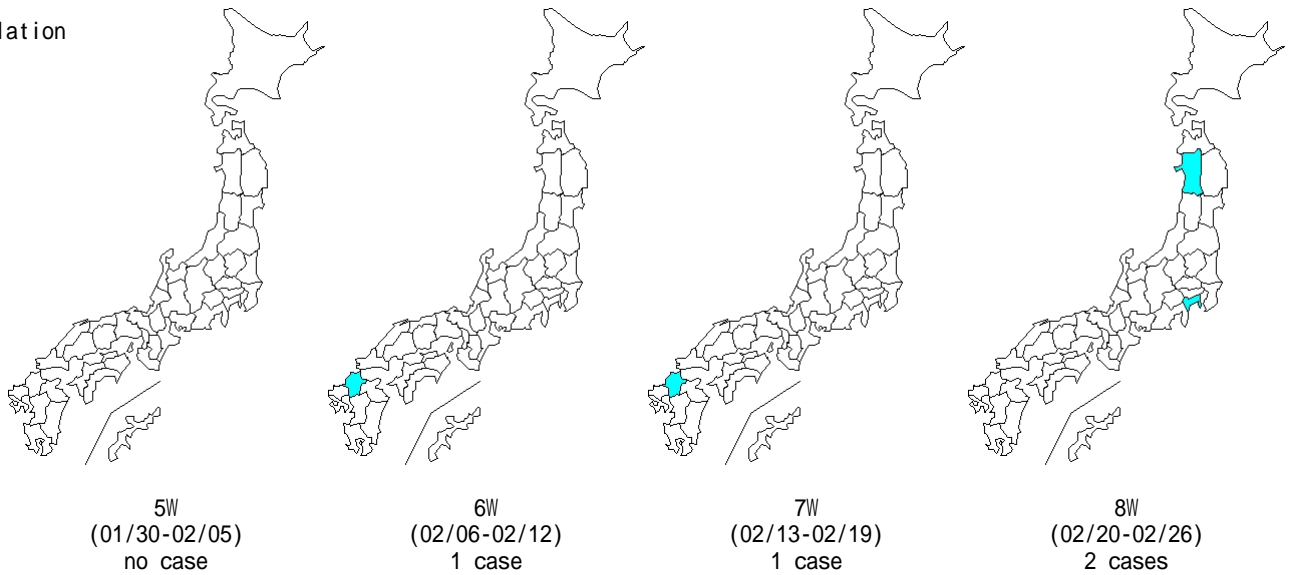 lation
5W
(01/30-02/05)
no case
6W
(02/06-02/12)
1 case
7W
(02/13-02/19)
1 case
8W
(02/20-02/26)
2 cases